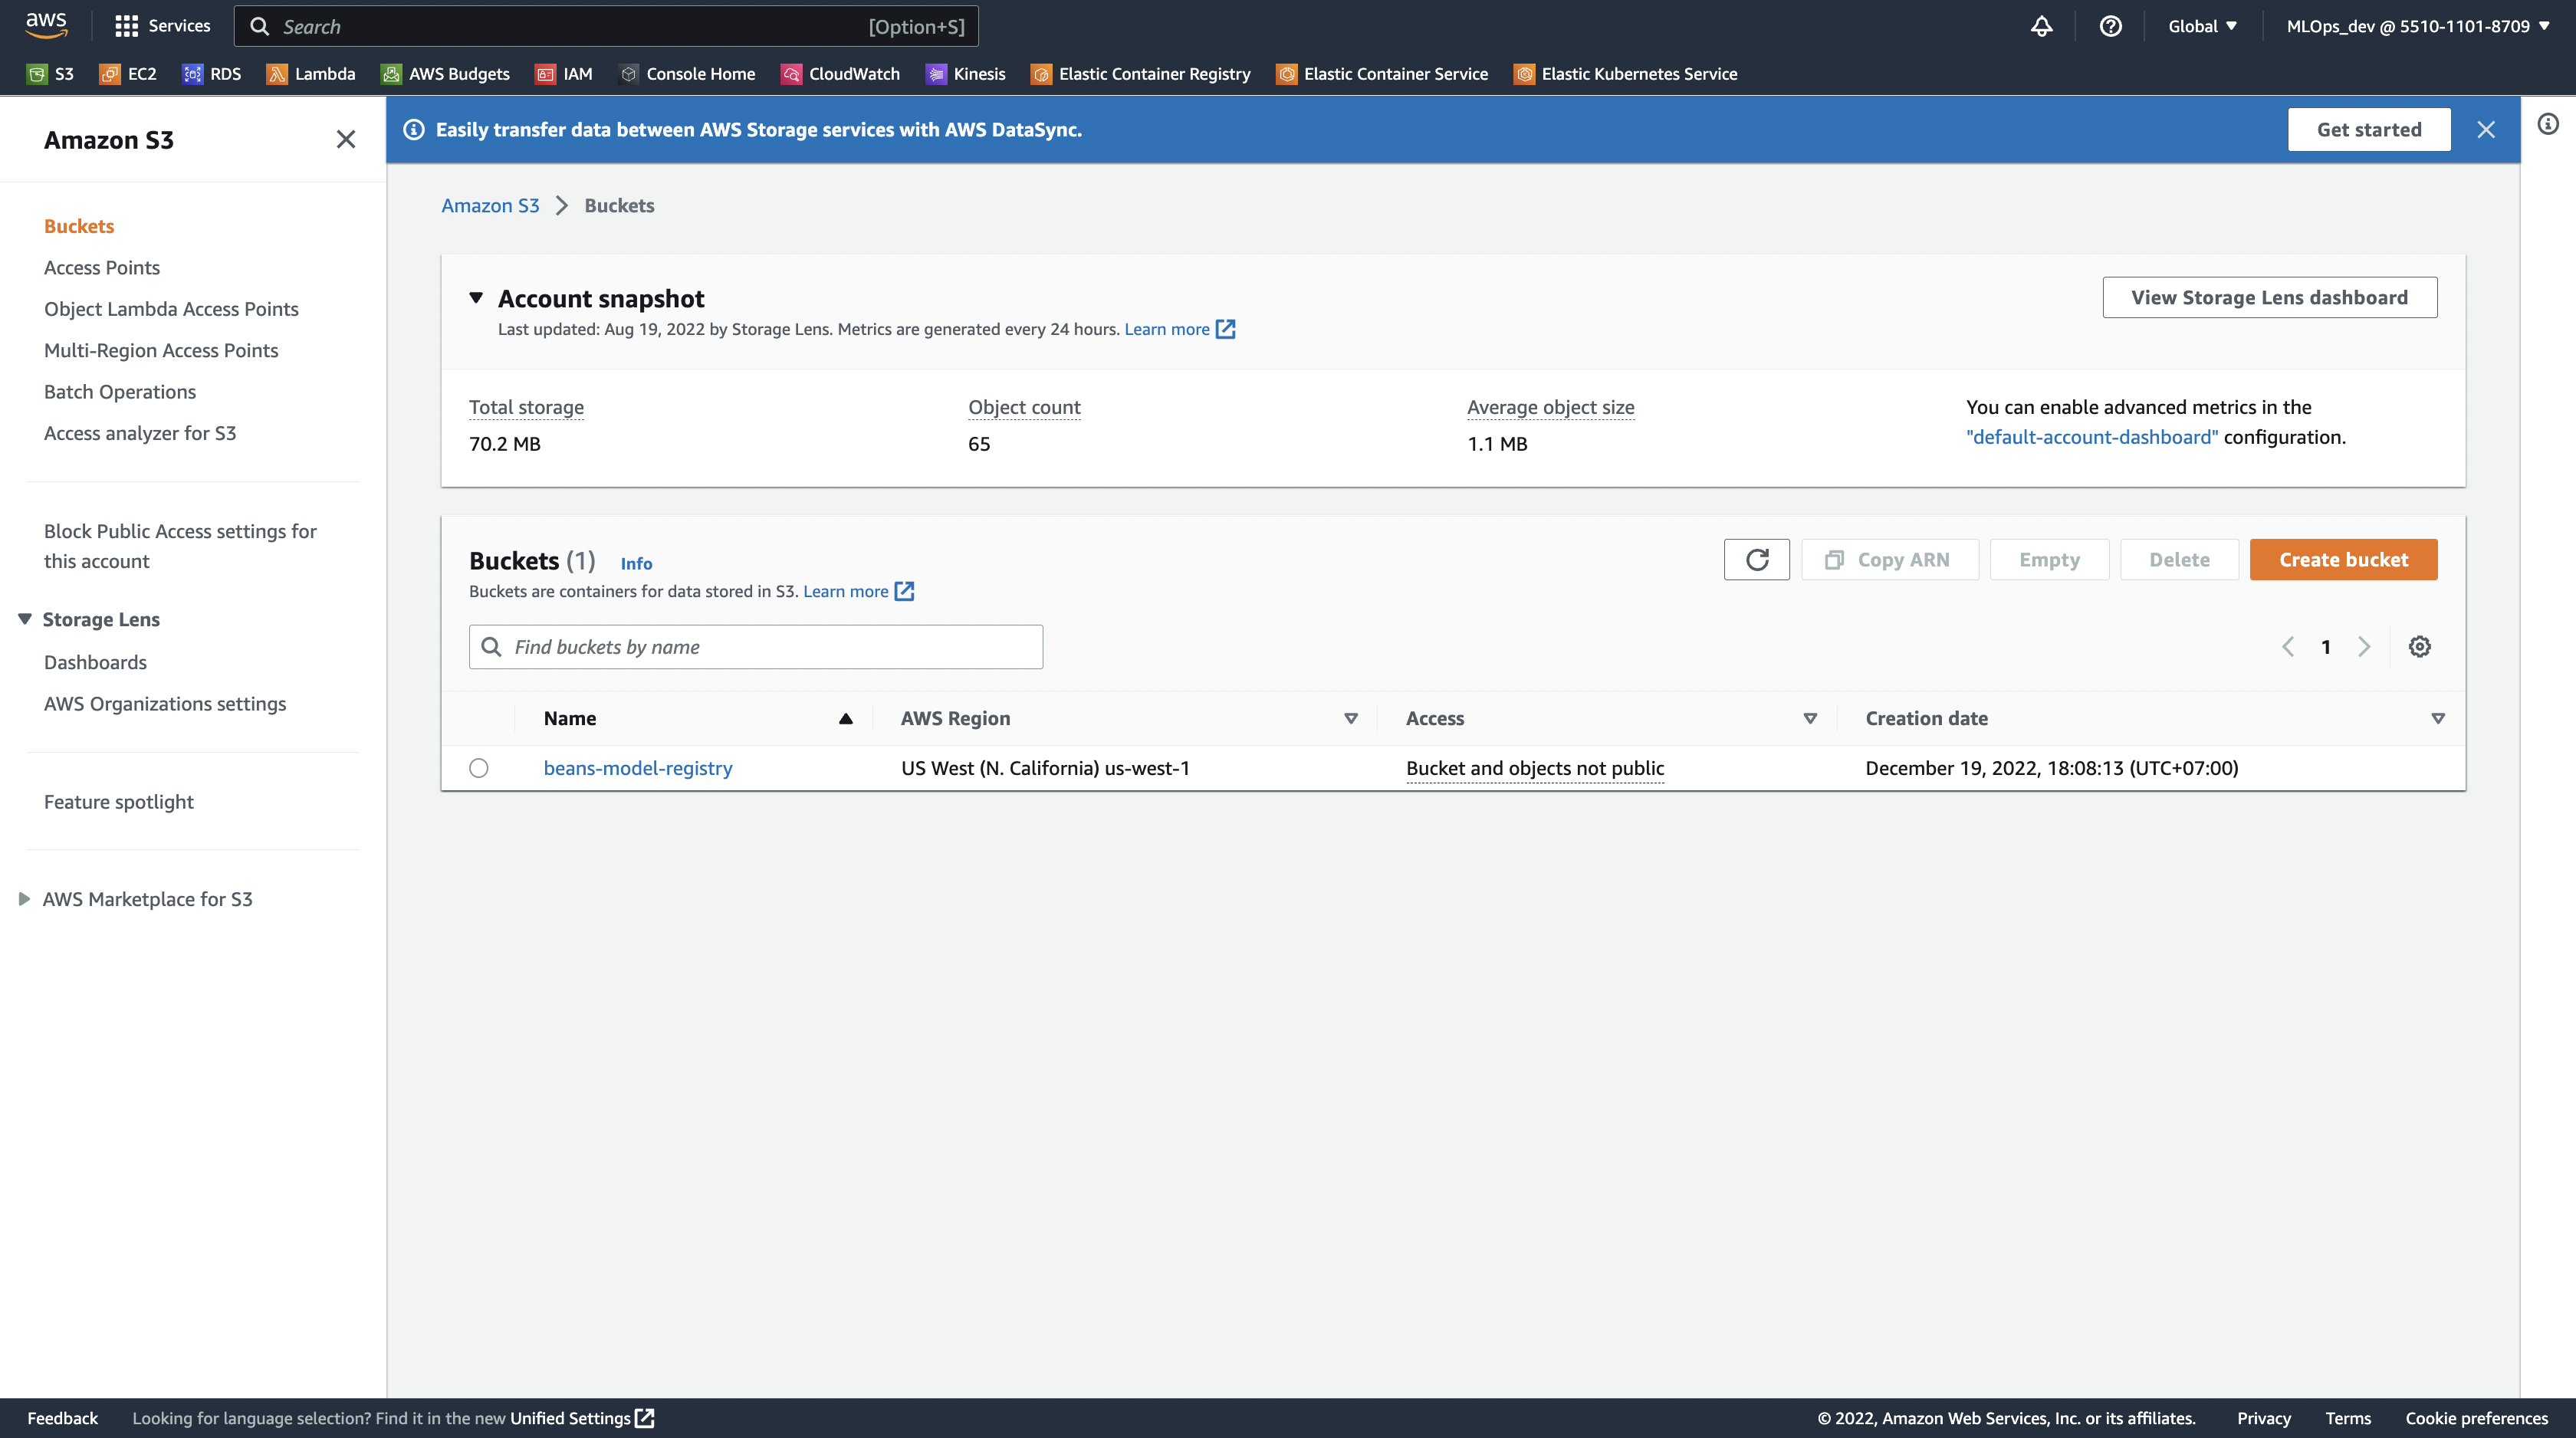 aws
Services
Search [Option+S]
Global
MLOps_dev @ 5510-1101-8709
S3
EC2
RDS
Lambda
AWS Budgets
IAM
Console Home
CloudWatch
Kinesis
Elastic Container Registry
Elastic Container Service
Elastic Kubernetes Service
Amazon S3
Buckets
Access Points
Object Lambda Access Points
Multi-Region Access Points
Batch Operations
Access analyzer for S3
Block Public Access settings for
this account
Storage Lens
Dashboards
AWS Organizations settings
Feature spotlight
AWS Marketplace for S3
Easily transfer data between AWS Storage services with AWS DataSync.
Get started
Amazon S3 Buckets
Account snapshot
View Storage Lens dashboard
Last updated: Aug 19, 2022 by Storage Lens. Metrics are generated every 24 hours. Learn more
Total storage
70.2 MB
Object count
65
Average object size
1.1 MB
You can enable advanced metrics in the
"default-account-dashboard" configuration.
Buckets (1) Info
Buckets are containers for data stored in S3. Learn more
Copy ARN
Empty
Delete
Create bucket
Find buckets by name
1
Name AWS Region Access Creation date
beans-model-registry US West (N. California) us-west-1 Bucket and objects not public December 19, 2022, 18:08:13 (UTC+07:00)
Feedback
Looking for language selection? Find it in the new Unified Settings
© 2022, Amazon Web Services, Inc. or its affiliates.
Privacy
Terms
Cookie preferences